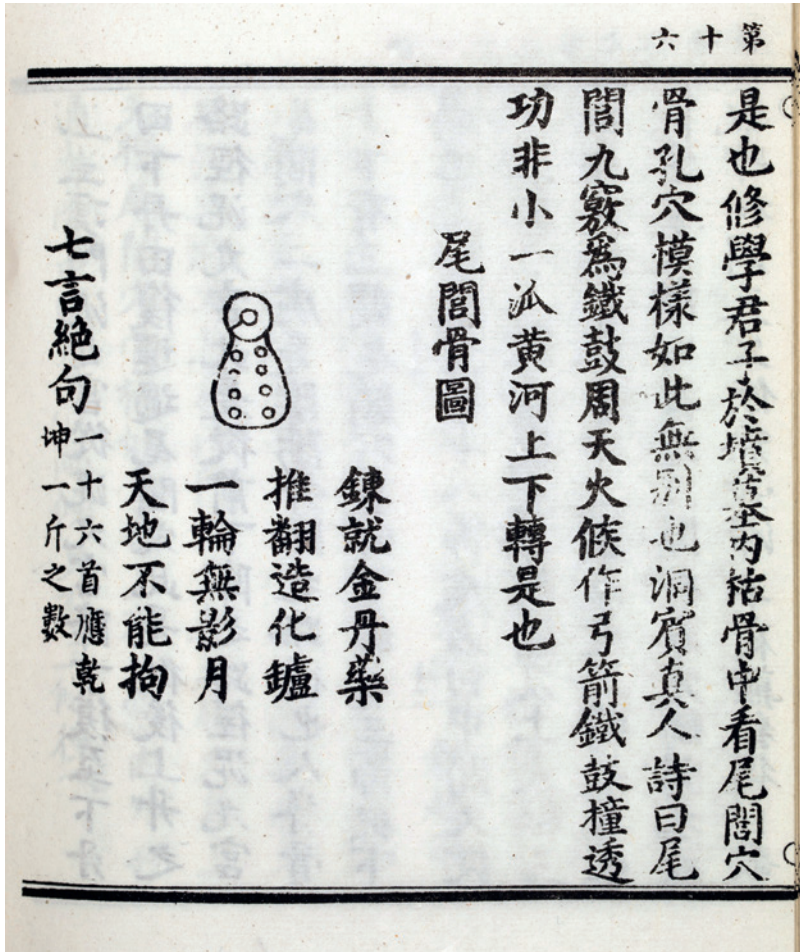 第十六
是也修學君子於墳墓內枯骨中看尾閭穴
骨孔穴模樣如此無別也洞賓真人詩曰尾
閭九竅爲鐵鼓周天火候作弓箭鐵鼓撞透
功非小一派黄河上下轉是也
尾閭骨圖
鍊就金丹藥
推翻造化鑪
一輪無影月
天地不能拘
七言絶句一十六首應乾
坤一斤之數